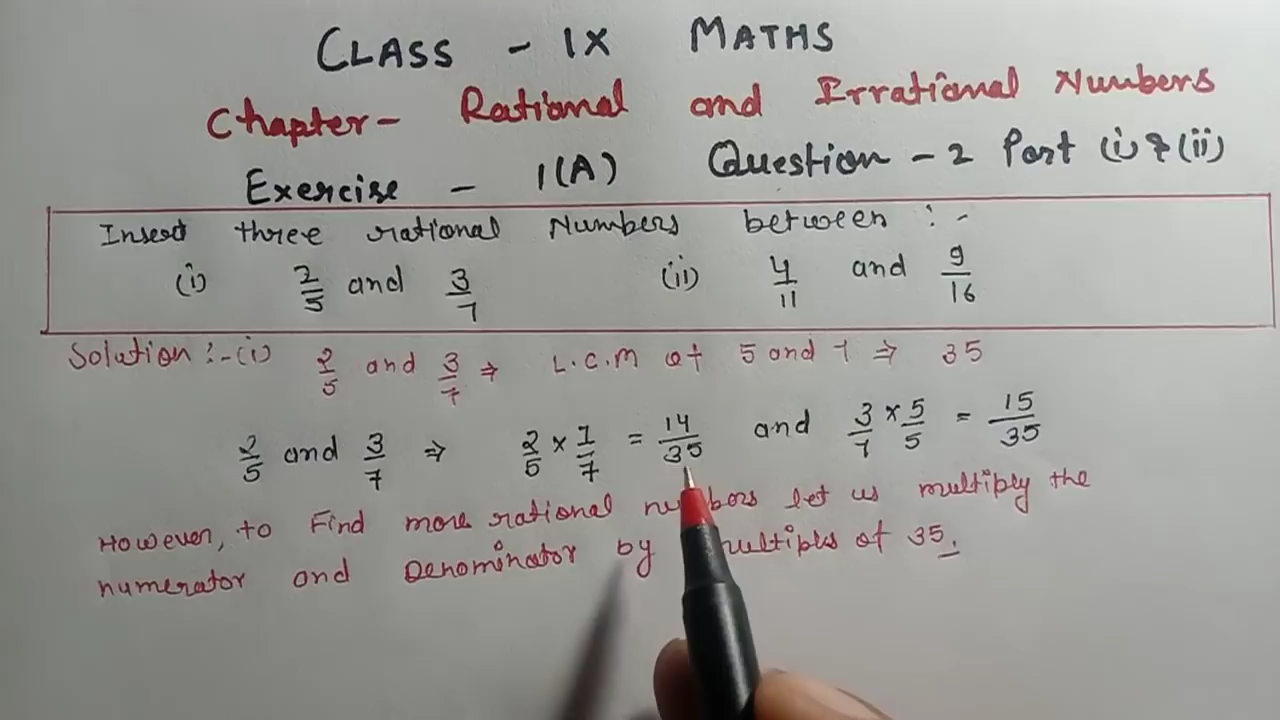 CLASS - IX MATHS
Chapter- Rational and Irrational Numbers
Exercise - 1(A) Question - 2 Part (i) & (ii)
Insert three rational Numbers between :-
(i) 2/5 and 3/7 (ii) 4/11 and 9/16
Solution :- (i) 2/5 and 3/7 ⇒ L.C.M of 5 and 7 ⇒ 35
2/5 and 3/7 ⇒ 2/5 × 7/7 = 14/35 and 3/7 × 5/5 = 15/35
However, to Find more rational numbers let us multiply the
numerator and Denominator by multiples of 35.